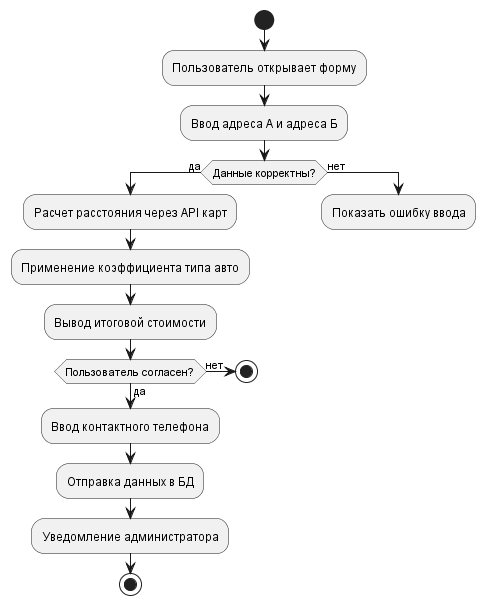 Пользователь открывает форму
Ввод адреса А и адреса Б
Данные корректны?
да
нет
Расчет расстояния через API карт
Показать ошибку ввода
Применение коэффициента типа авто
Вывод итоговой стоимости
Пользователь согласен?
нет
да
Ввод контактного телефона
Отправка данных в БД
Уведомление администратора